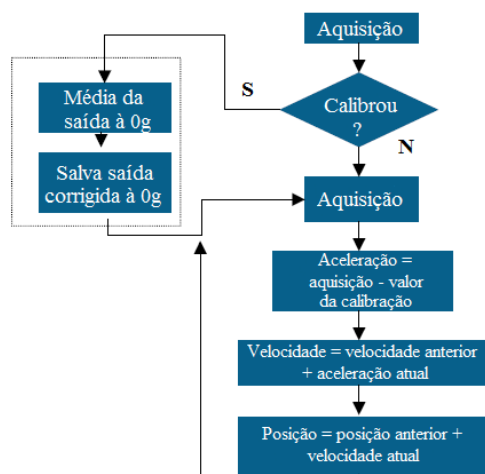 Aquisição
S
Calibrou
?
Média da
saída à 0g
N
Salva saída
corrigida à 0g
Aquisição
Aceleração =
aquisição - valor
da calibração
Velocidade = velocidade anterior
+ aceleração atual
Posição = posição anterior +
velocidade atual